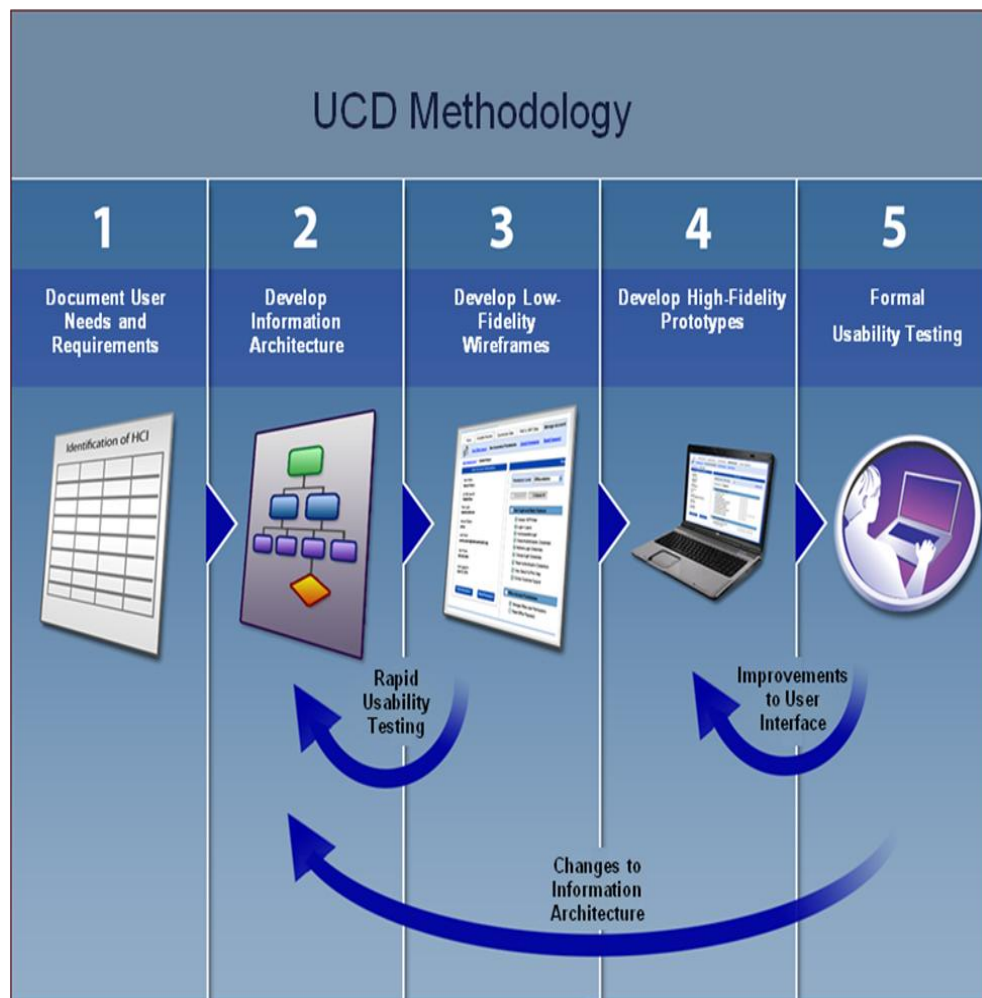 UCD Methodology
1
2
3
4
5
Document User
Needs and
Requirements
Develop
Information
Architecture
Develop Low-
Fidelity
Wireframes
Develop High-Fidelity
Prototypes
Formal
Usability Testing
Identification of HCI
Rapid
Usability
Testing
Improvements
to User
Interface
Changes to
Information
Architecture